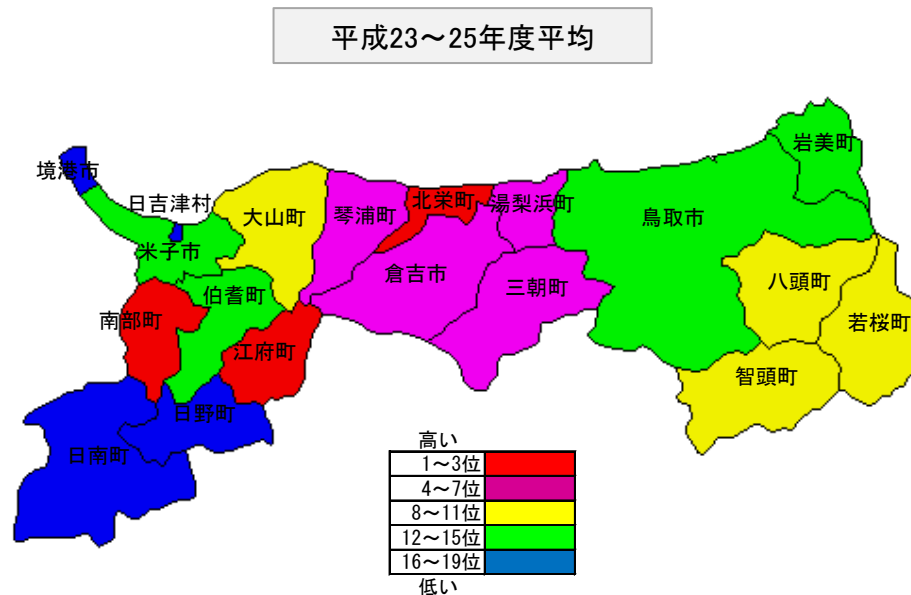 平成23～25年度平均
岩美町
境港市
日吉津村
北栄町
湯梨浜町
大山町
琴浦町
鳥取市
米子市
倉吉市
三朝町
八頭町
伯耆町
南部町
若桜町
江府町
智頭町
日野町
日南町
高い
1～3位
4～7位
8～11位
12～15位
16～19位
低い